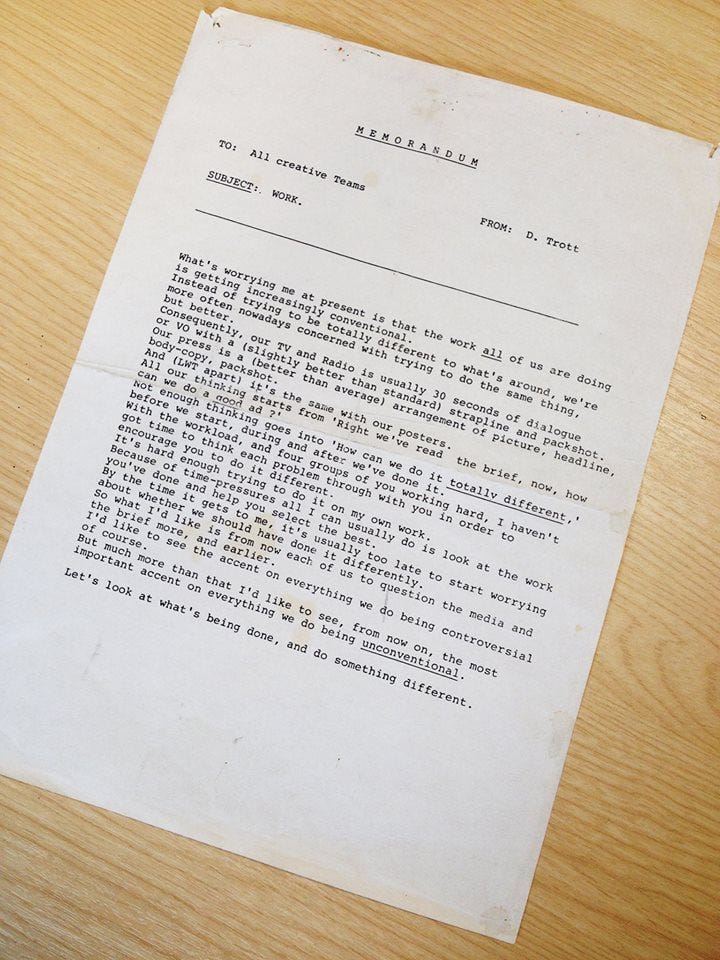 MEMORANDUM
TO: All creative Teams
FROM: D. Trott
SUBJECT: WORK.
What's worrying me at present is that the work all of us are doing
is getting increasingly conventional.
Instead of trying to be totally different to what's around, we're
more often nowadays concerned with trying to do the same thing,
but better.
Consequently, our TV and Radio is usually 30 seconds of dialogue
or VO with a (slightly better than standard) strapline and packshot.
Our press is a (better than average) arrangement of picture, headline,
body-copy, packshot.
And (LWT apart) it's the same with our posters.
All our thinking starts from 'Right we've read the brief, now, how
can we do a good ad ?'
Not enough thinking goes into 'How can we do it totally different,'
before we start, during and after we've done it.
With the workload, and four groups of you working hard, I haven't
got time to think each problem through with you in order to
encourage you to do it different.
It's hard enough trying to do it on my own work.
Because of time-pressures all I can usually do is look at the work
you've done and help you select the best.
By the time it gets to me, it's usually too late to start worrying
about whether we should have done it differently.
So what I'd like is from now each of us to question the media and
the brief more, and earlier.
I'd like to see the accent on everything we do being controversial
of course.
But much more than that I'd like to see, from now on, the most
important accent on everything we do being unconventional.
Let's look at what's being done, and do something different.